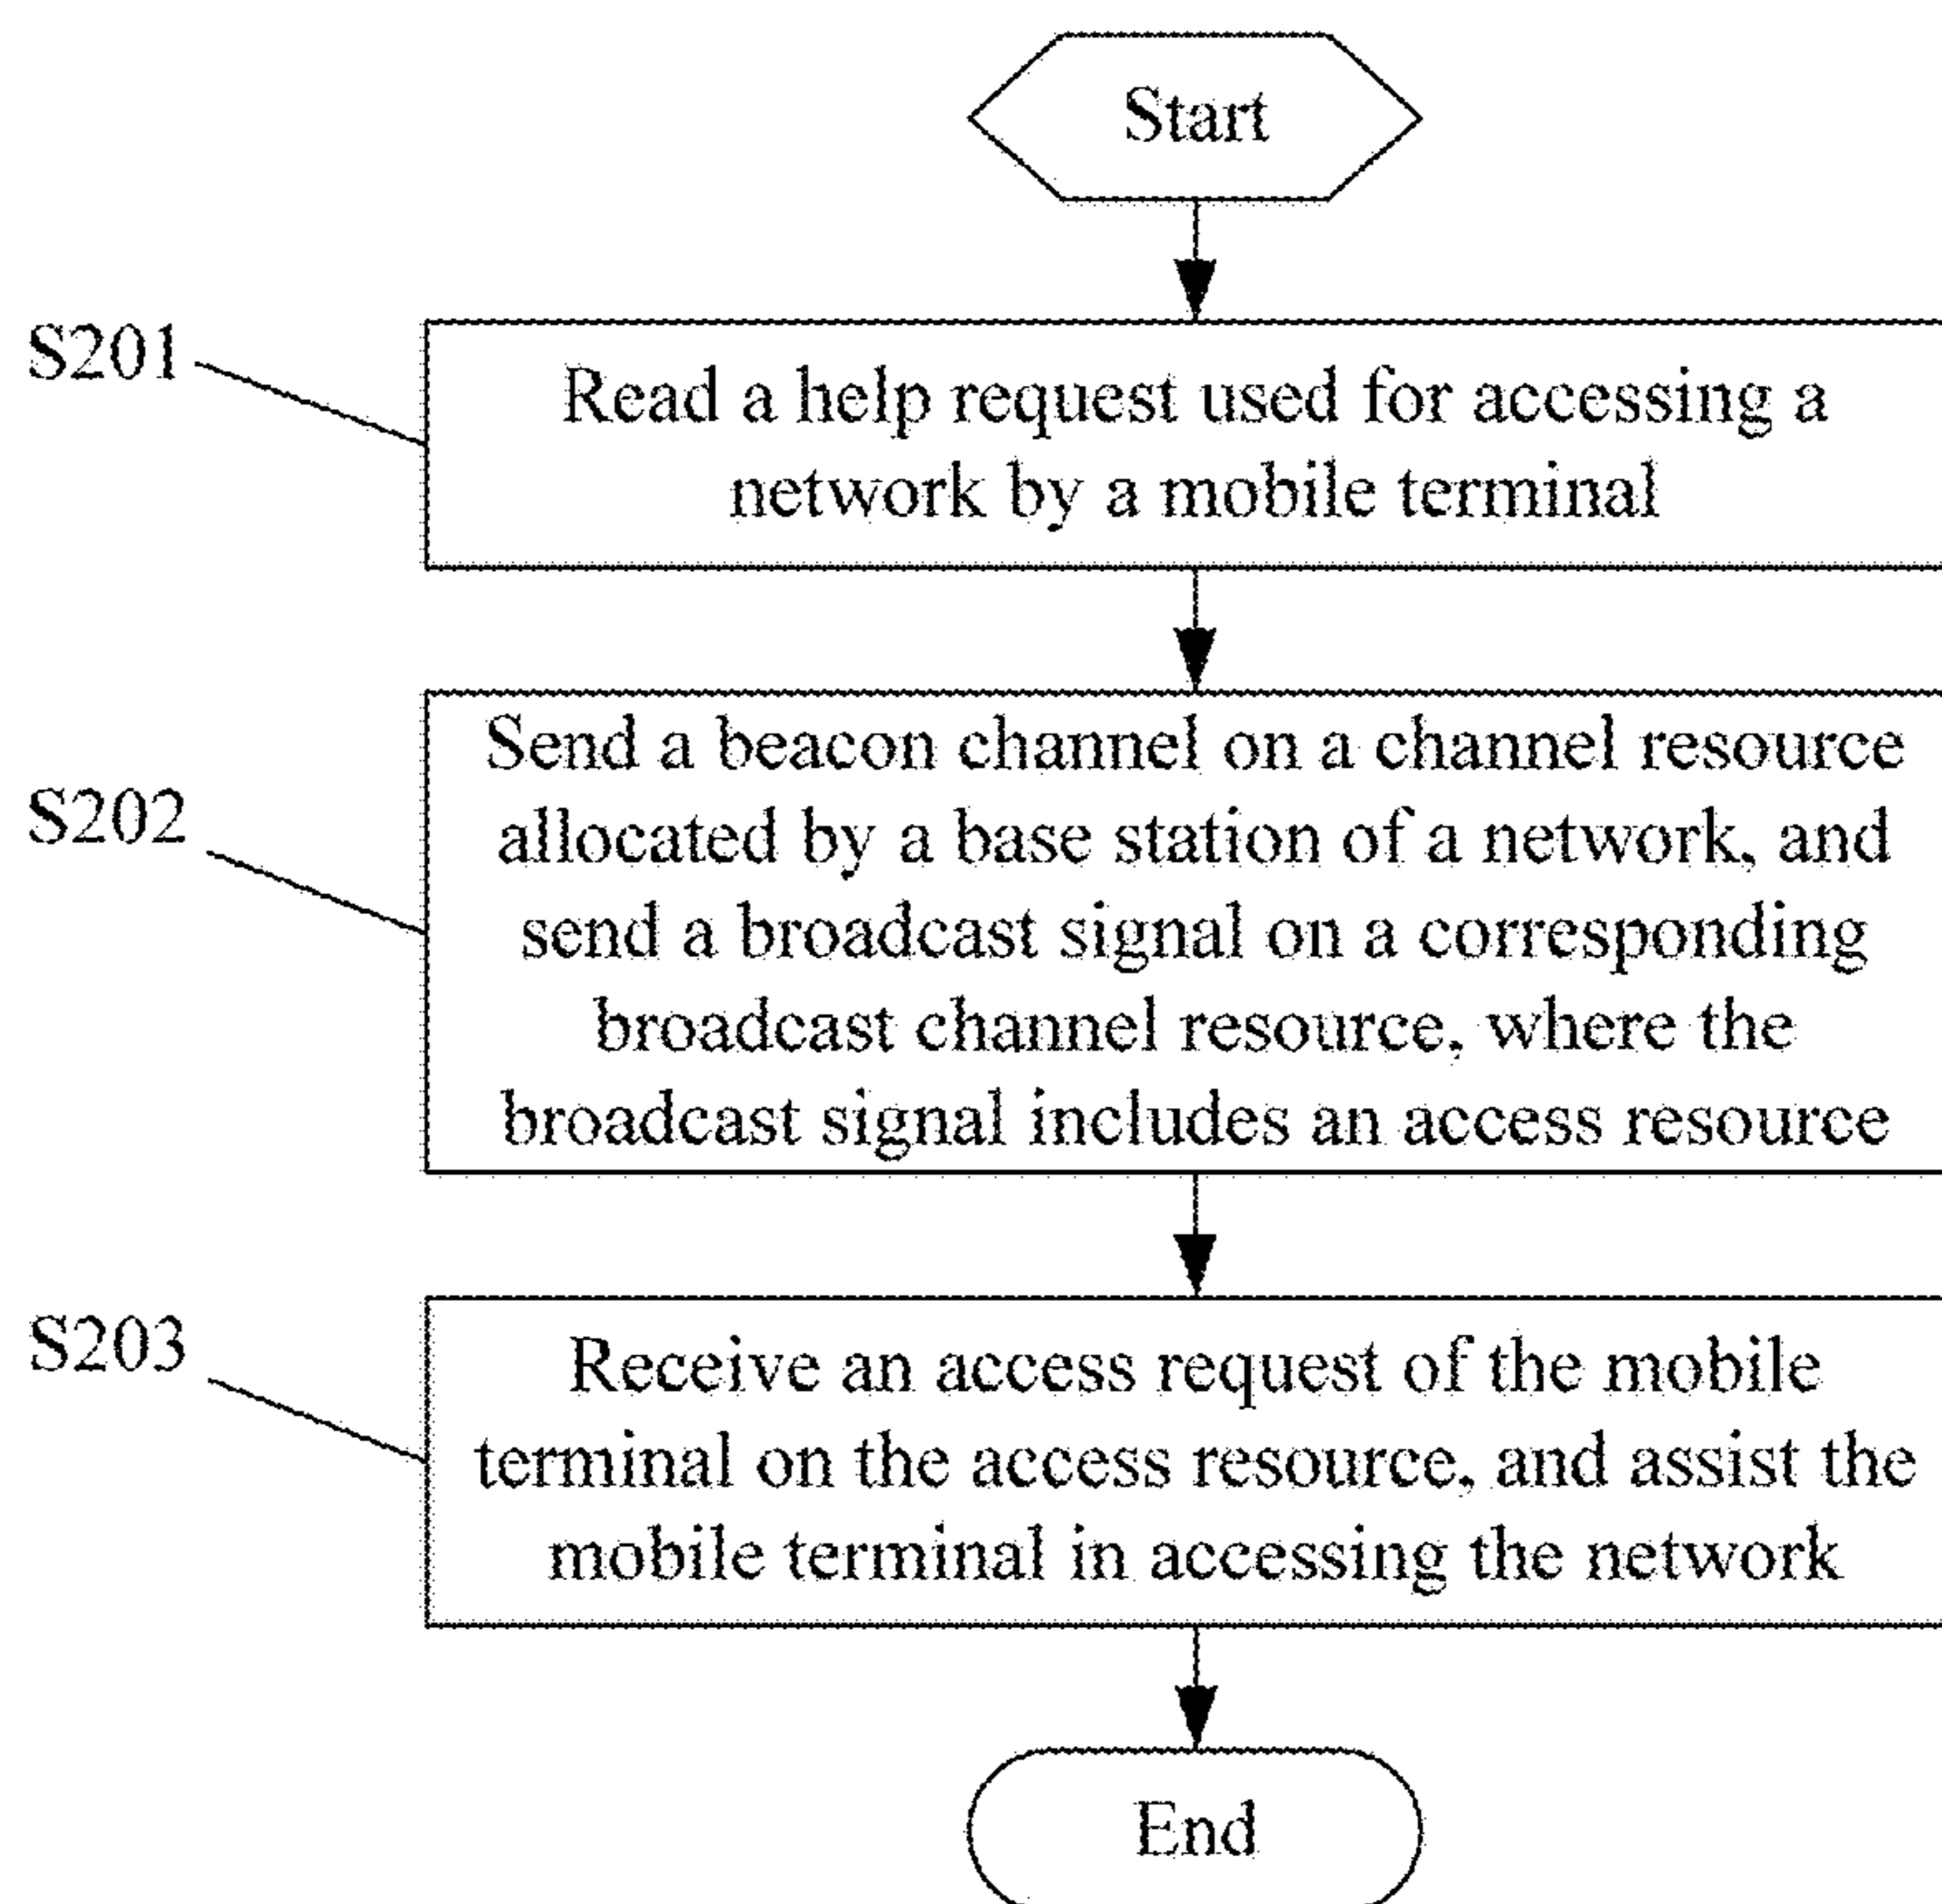 Start
S201
Read a help request used for accessing a
network by a mobile terminal
S202
Send a beacon channel on a channel resource
allocated by a base station of a network, and
send a broadcast signal on a corresponding
broadcast channel resource, where the
broadcast signal includes an access resource
S203
Receive an access request of the mobile
terminal on the access resource, and assist the
mobile terminal in accessing the network
End